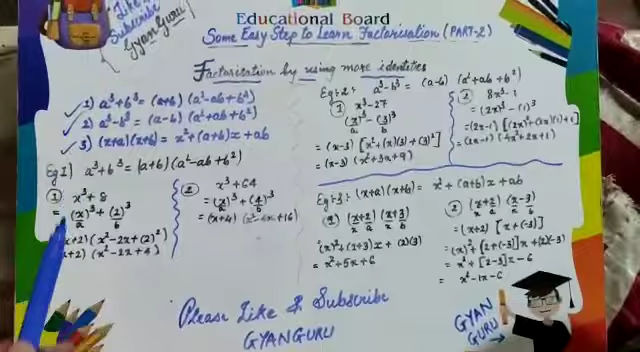 Like &
Subscribe
Gyan Guru
Educational Board
Some Easy Step to Learn Factorisation (PART-2)
Factorisation by using more identities
1) a³+b³ = (a+b) (a²-ab+b²)
2) a³-b³ = (a-b) (a²+ab+b²)
3) (x+a)(x+b) = x²+(a+b)x+ab
Eg 1) a³+b³ = (a+b) (a²-ab+b²)
① x³+8
= (x)³ + (2)³
a b
x+2) (x²-2x+(2)²)
x+2) (x²-2x+4)
② x³+64
= (x)³ + (4)³
a b
= (x+4) (x²-4x+16)
Eg:2: a³-b³ = (a-b) (a²+ab+b²)
① x³-27
(x)³-(3)³
a b
= (x-3) [x²+(x)(3)+(3)²]
= (x-3) (x²+3x+9)
② 8x³-1
= (2x)³-(1)³
= (2x-1) [(2x)²+(2x)(1)+1]
= (2x-1) (4x²+2x+1)
Eg:3: (x+a)(x+b) = x²+(a+b)x+ab
① (x+2) (x+3)
x a x b
(x)²+(2+3)x+(2)(3)
= x²+5x+6
② (x+2) (x-3)
x a x b
= (x+2) [x+(-3)]
= (x)²+[2+(-3)]x+(2)(-3)
= x²+[2-3]x-6
= x²-1x-6
Please Like & Subscribe
GYANGURU
GYAN
GURU